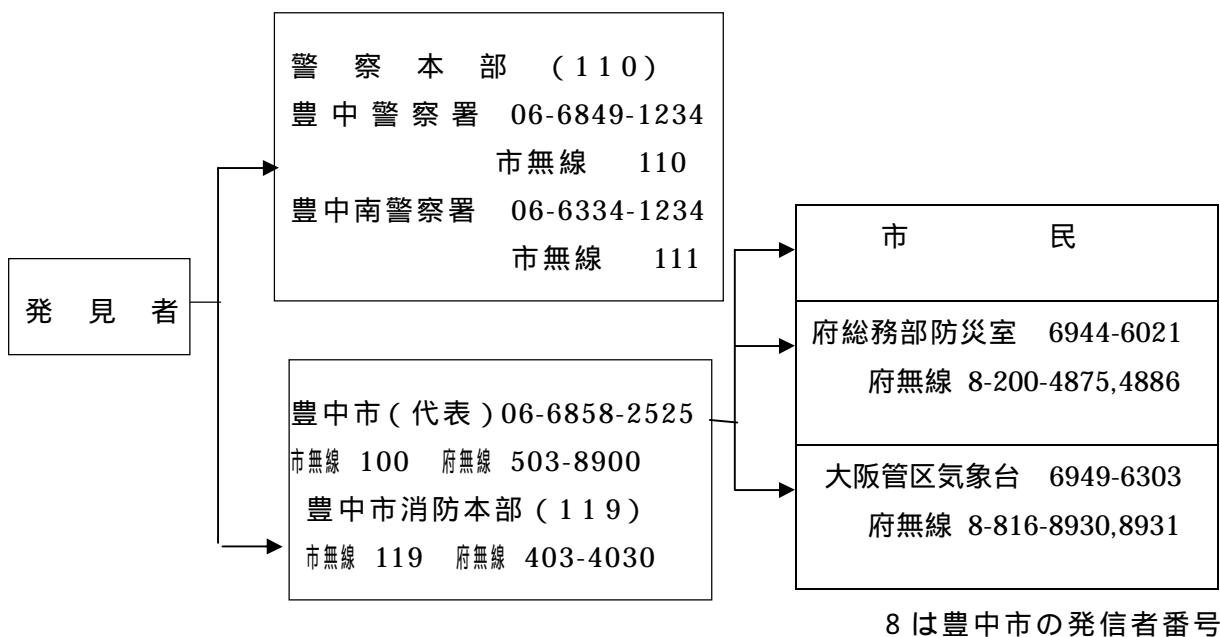 発見者
警察本部 (110)
豊中警察署 06-6849-1234
市無線 110
豊中南警察署 06-6334-1234
市無線 111
豊中市(代表)06-6858-2525
市無線 100 府無線 503-8900
豊中市消防本部(119)
市無線 119 府無線 403-4030
市民
府総務部防災室 6944-6021
府無線 8-200-4875,4886
大阪管区気象台 6949-6303
府無線 8-816-8930,8931
8は豊中市の発信者番号